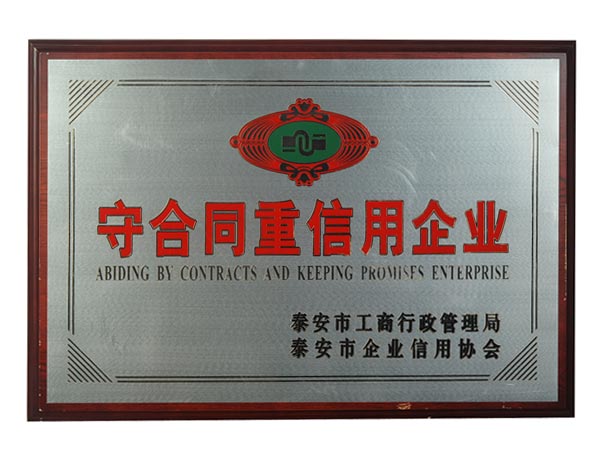 守合同重信用企业
ABIDING BY CONTRACTS AND KEEPING PROMISES ENTERPRISE
泰安市工商行政管理局
泰安市企业信用协会